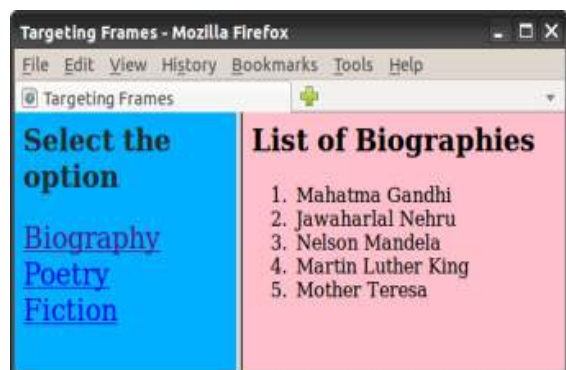 Targeting Frames - Mozilla Firefox
File Edit View History Bookmarks Tools Help
Targeting Frames
Select the
option
Biography
Poetry
Fiction
List of Biographies
1. Mahatma Gandhi
2. Jawaharlal Nehru
3. Nelson Mandela
4. Martin Luther King
5. Mother Teresa